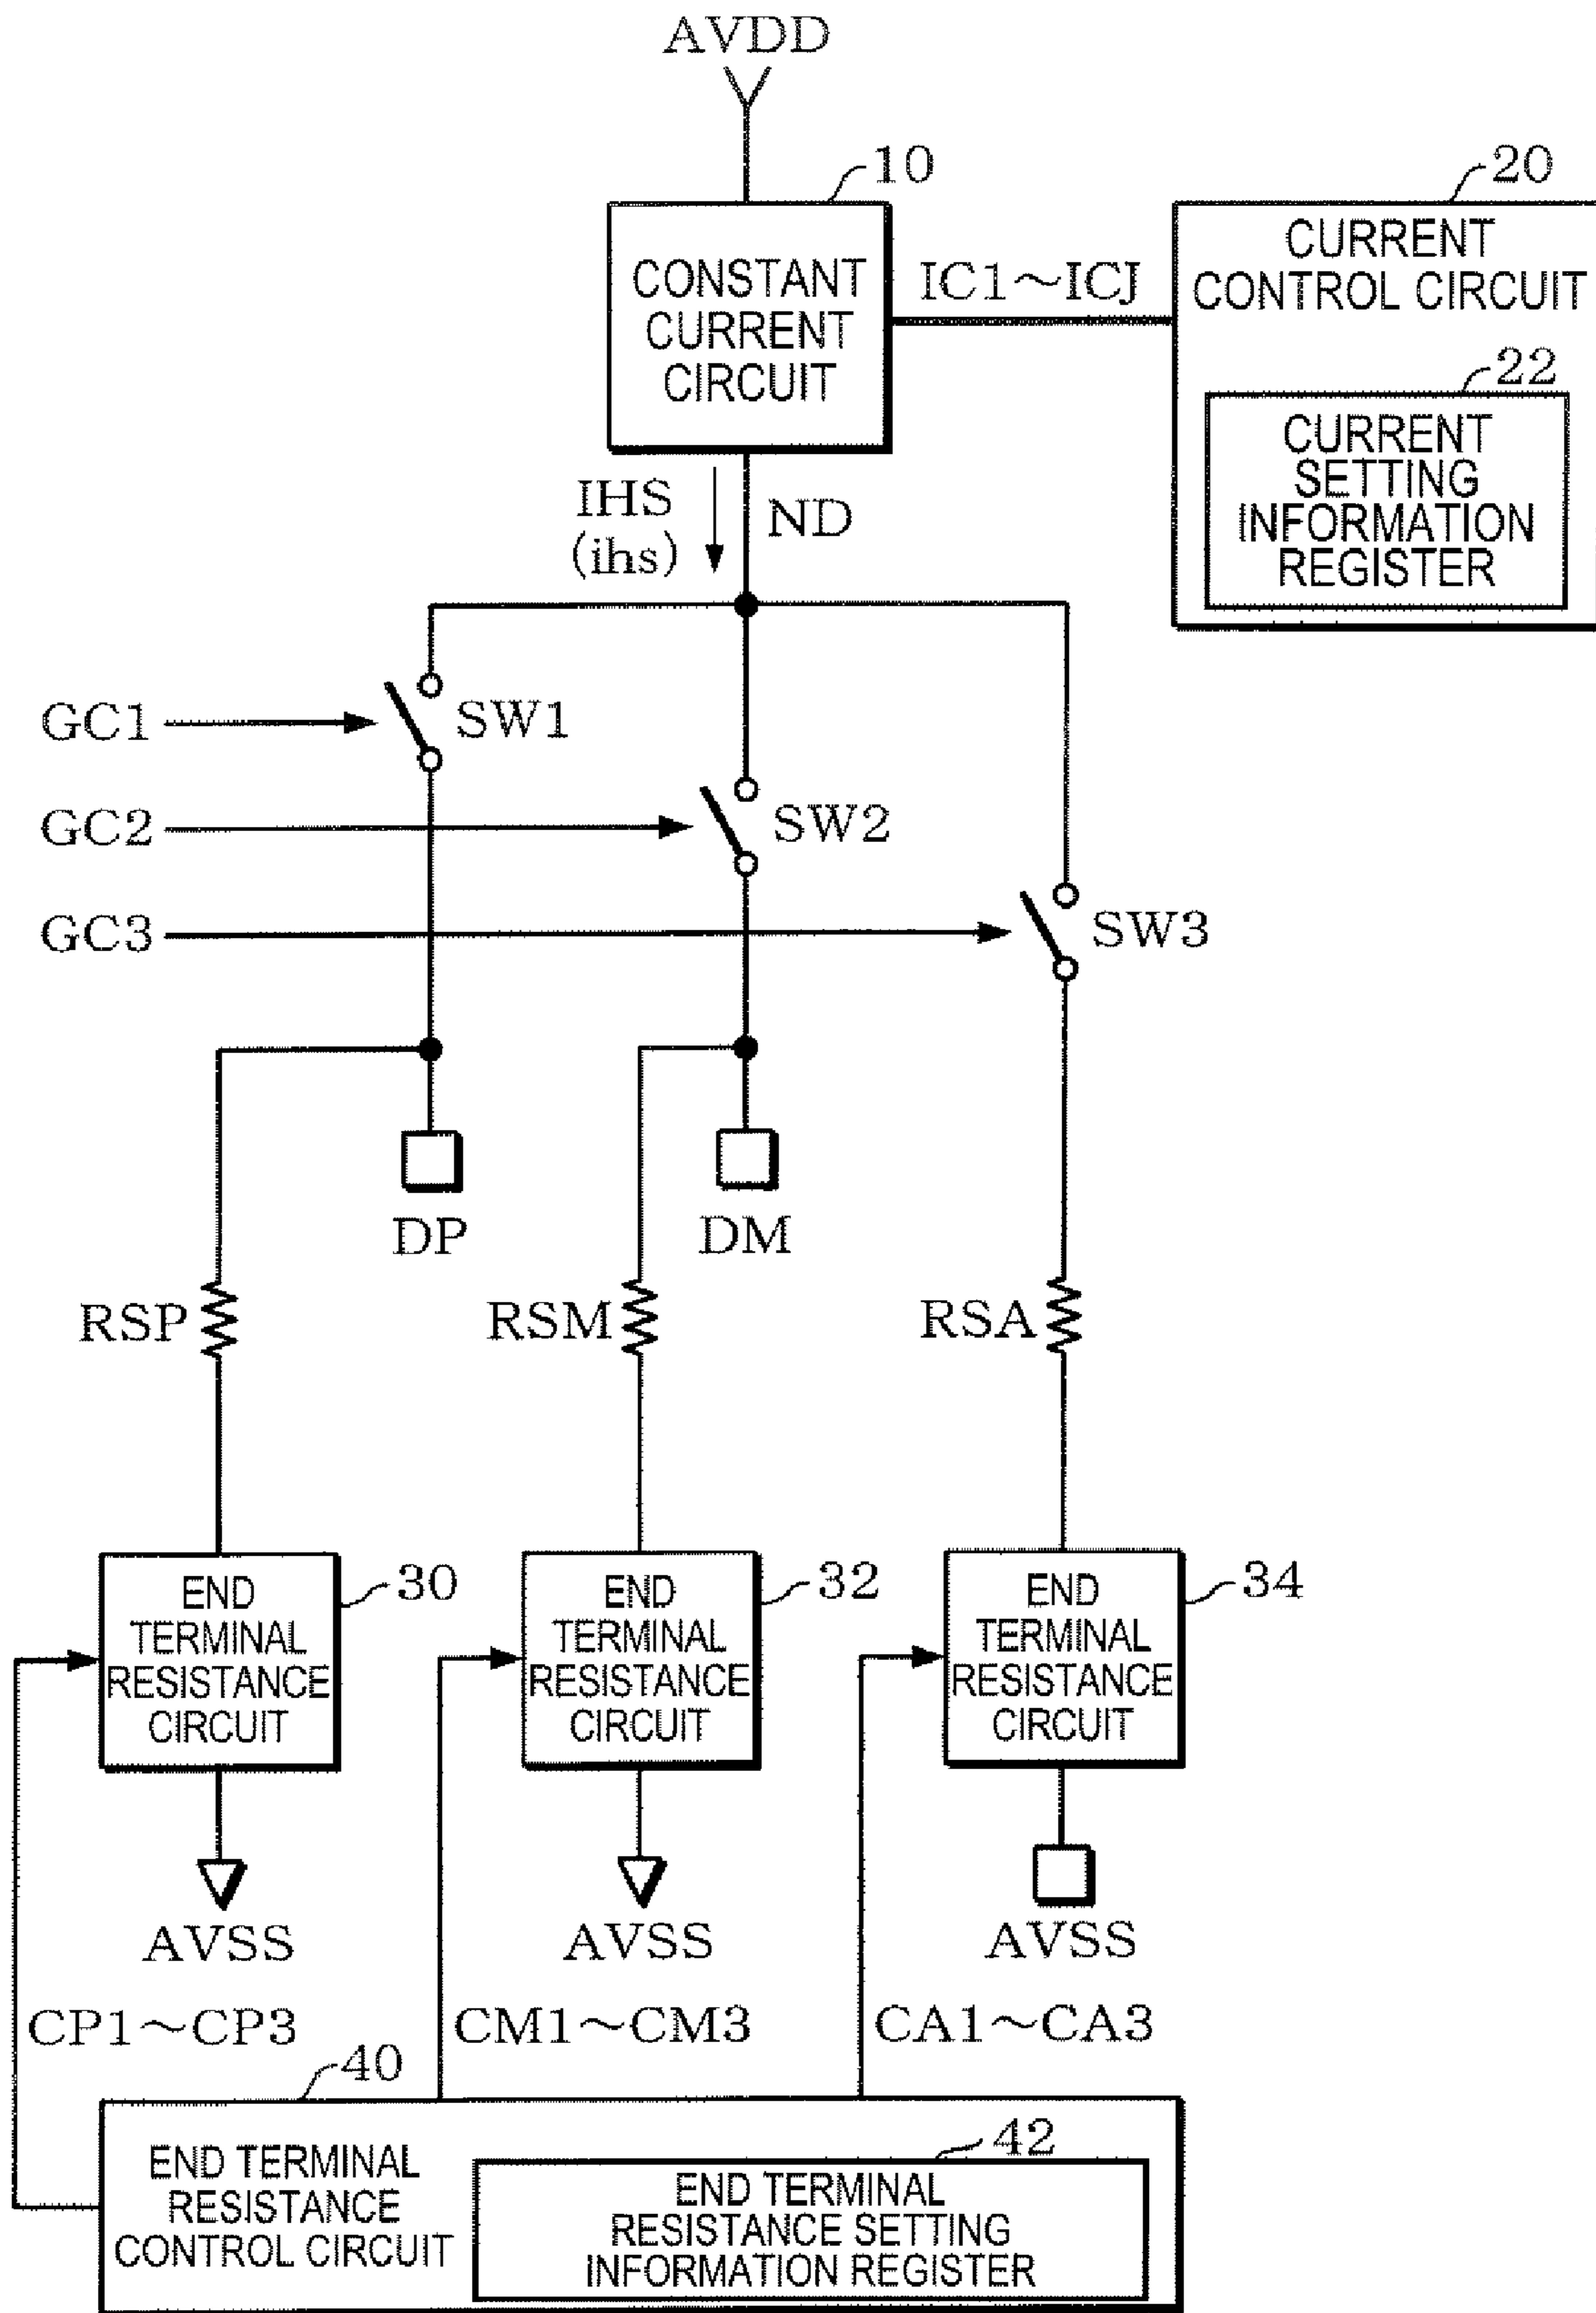 AVDD
10
20
CONSTANT
CURRENT
CIRCUIT
IC1～ICJ
CURRENT
CONTROL CIRCUIT
22
CURRENT
SETTING
INFORMATION
REGISTER
IHS
(ihs)
ND
GC1
SW1
GC2
SW2
GC3
SW3
DP
DM
RSP
RSM
RSA
30
32
34
END
TERMINAL
RESISTANCE
CIRCUIT
END
TERMINAL
RESISTANCE
CIRCUIT
END
TERMINAL
RESISTANCE
CIRCUIT
AVSS
AVSS
AVSS
CP1～CP3
CM1～CM3
CA1～CA3
40
42
END TERMINAL
RESISTANCE
CONTROL CIRCUIT
END TERMINAL
RESISTANCE SETTING
INFORMATION REGISTER